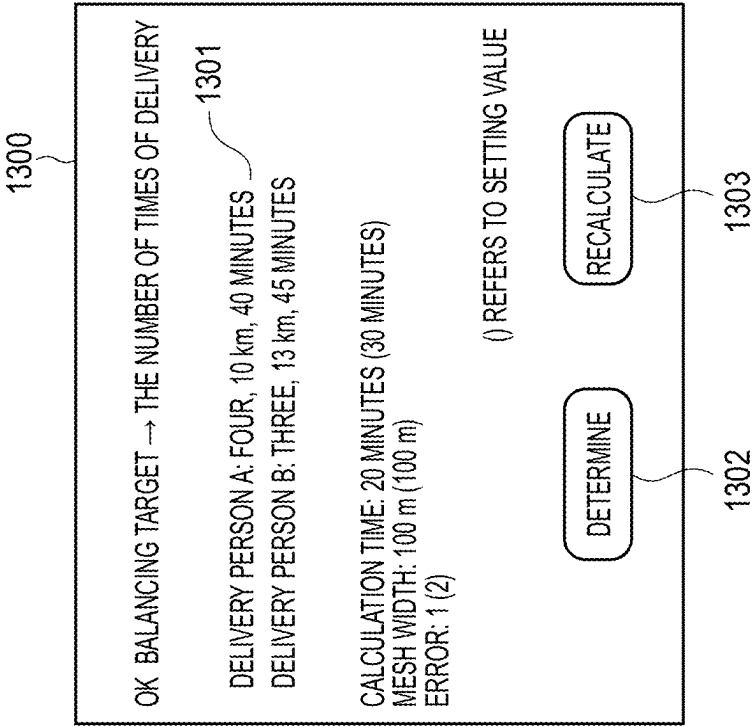 1300
OK BALANCING TARGET → THE NUMBER OF TIMES OF DELIVERY
1301
DELIVERY PERSON A: FOUR, 10 km, 40 MINUTES
DELIVERY PERSON B: THREE, 13 km, 45 MINUTES
CALCULATION TIME: 20 MINUTES (30 MINUTES)
MESH WIDTH: 100 m (100 m)
ERROR: 1 (2)
() REFERS TO SETTING VALUE
DETERMINE
RECALCULATE
1302
1303